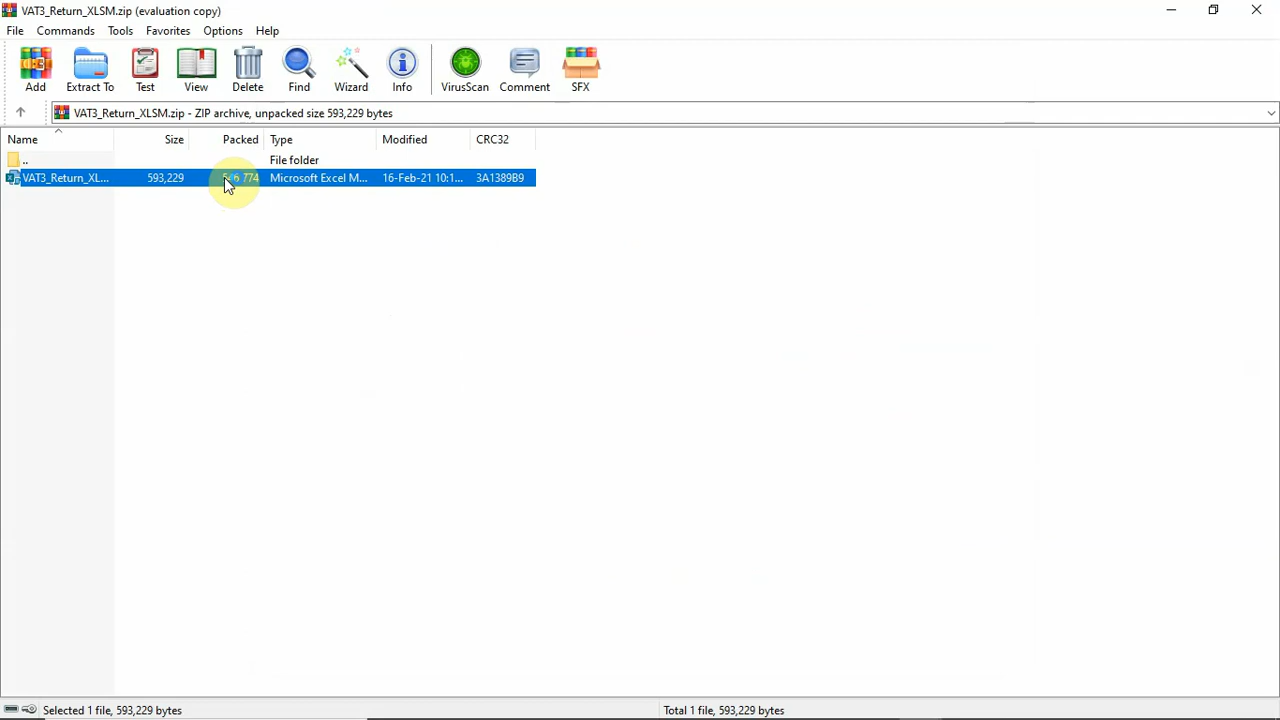 VAT3_Return_XLSM.zip (evaluation copy)
File Commands Tools Favorites Options Help
Add Extract To Test View Delete Find Wizard Info VirusScan Comment SFX
VAT3_Return_XLSM.zip - ZIP archive, unpacked size 593,229 bytes
Name Size Packed Type Modified CRC32
.. File folder
VAT3_Return_XL... 593,229 774 Microsoft Excel M... 16-Feb-21 10:1... 3A1389B9
Selected 1 file, 593,229 bytes Total 1 file, 593,229 bytes